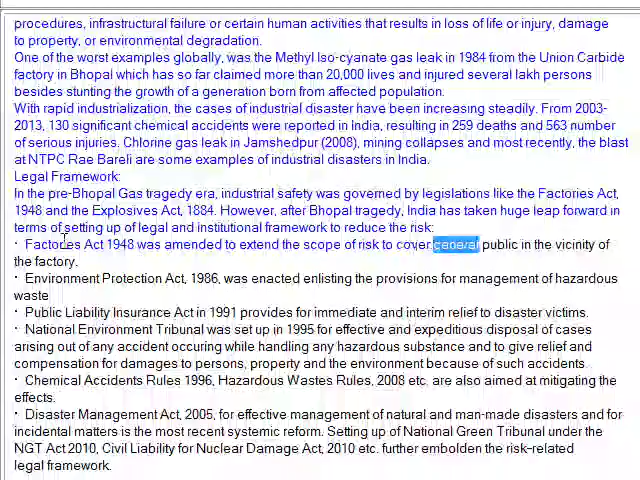 procedures, infrastructural failure or certain human activities that results in loss of life or injury, damage
to property, or environmental degradation.
One of the worst examples globally, was the Methyl Iso-cyanate gas leak in 1984 from the Union Carbide
factory in Bhopal which has so far claimed more than 20,000 lives and injured several lakh persons
besides stunting the growth of a generation born from affected population.
With rapid industrialization, the cases of industrial disaster have been increasing steadily. From 2003-
2013, 130 significant chemical accidents were reported in India, resulting in 259 deaths and 563 number
of serious injuries. Chlorine gas leak in Jamshedpur (2008), mining collapses and most recently, the blast
at NTPC Rae Bareli are some examples of industrial disasters in India.
Legal Framework:
In the pre-Bhopal Gas tragedy era, industrial safety was governed by legislations like the Factories Act,
1948 and the Explosives Act, 1884. However, after Bhopal tragedy, India has taken huge leap forward in
terms of setting up of legal and institutional framework to reduce the risk:
· Factories Act 1948 was amended to extend the scope of risk to cover general public in the vicinity of
the factory.
· Environment Protection Act, 1986, was enacted enlisting the provisions for management of hazardous
waste
· Public Liability Insurance Act in 1991 provides for immediate and interim relief to disaster victims.
· National Environment Tribunal was set up in 1995 for effective and expeditious disposal of cases
arising out of any accident occuring while handling any hazardous substance and to give relief and
compensation for damages to persons, property and the environment because of such accidents.
· Chemical Accidents Rules 1996, Hazardous Wastes Rules, 2008 etc. are also aimed at mitigating the
effects.
· Disaster Management Act, 2005, for effective management of natural and man-made disasters and for
incidental matters is the most recent systemic reform. Setting up of National Green Tribunal under the
NGT Act 2010, Civil Liability for Nuclear Damage Act, 2010 etc. further embolden the risk-related
legal framework.